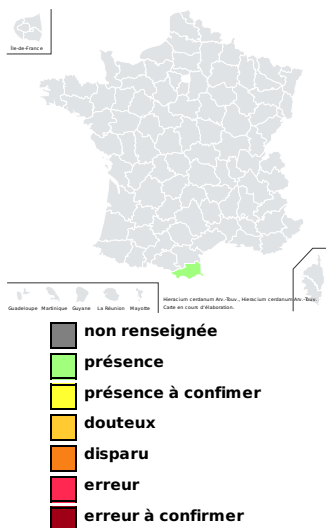 Île-de-France
Guadeloupe Martinique Guyane La Réunion Mayotte
Hieracium cerdanum Arv.-Touv., Hieracium cerdanum Arv.-Touv.
Carte en cours d'élaboration.
non renseignée
présence
présence à confimer
douteux
disparu
erreur
erreur à confirmer